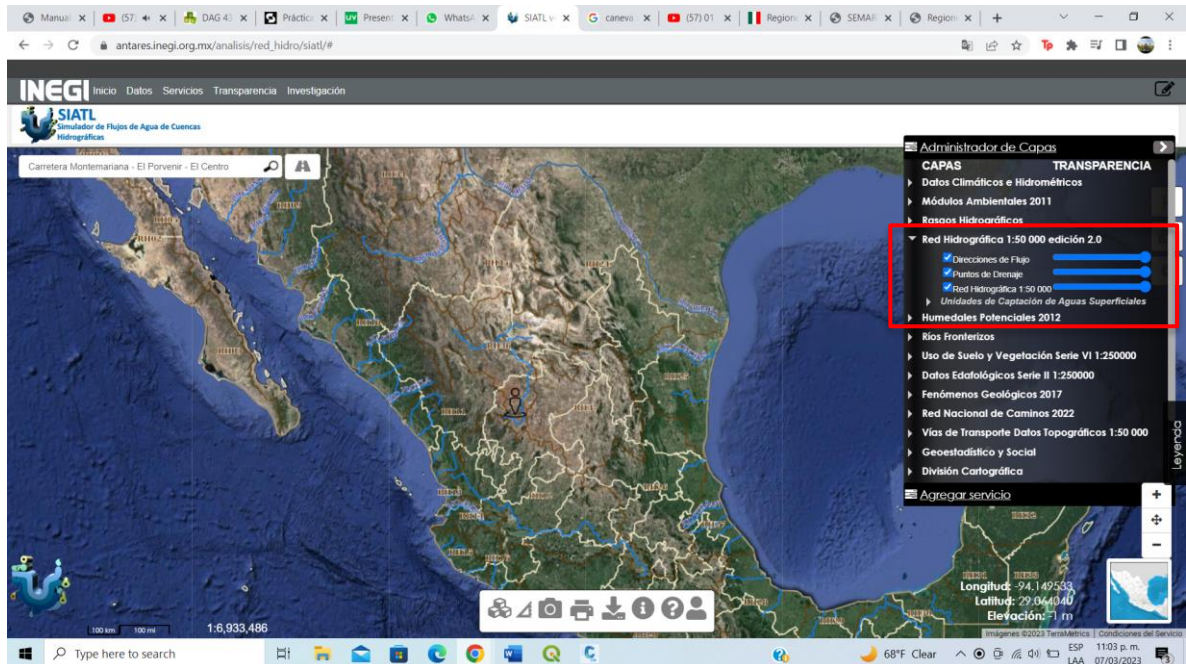 Manual
(57)
DAG 43
Práctic
Present
WhatsA
SIATL v
caneva
(57) 01
Region
SEMAR
Region
antares.inegi.org.mx/analisis/red_hidro/siatl/#
INEGI Inicio Datos Servicios Transparencia Investigación
SIATL
Simulador de Flujos de Agua de Cuencas
Hidrográficas
Carretera Montemariana - El Porvenir - El Centro
Administrador de Capas
CAPAS TRANSPARENCIA
Datos Climáticos e Hidrométricos
Módulos Ambientales 2011
Rasgos Hidrográficos
Red Hidrográfica 1:50 000 edición 2.0
Direcciones de Flujo
Puntos de Drenaje
Red Hidrográfica 1:50 000
Unidades de Captación de Aguas Superficiales
Humedales Potenciales 2012
Ríos Fronterizos
Uso de Suelo y Vegetación Serie VI 1:250000
Datos Edafológicos Serie II 1:250000
Fenómenos Geológicos 2017
Red Nacional de Caminos 2022
Vías de Transporte Datos Topográficos 1:50 000
Geoestadístico y Social
División Cartográfica
Leyenda
Agregar servicio
Longitud: -94.149533
Latitud: 29.064040
Elevación: -1 m
100 km 100 mi 1:6,933,486
Imágenes ©2023 TerraMetrics Condiciones del Servicio
Type here to search
68°F Clear
ESP 11:03 p. m.
LAA 07/03/2023